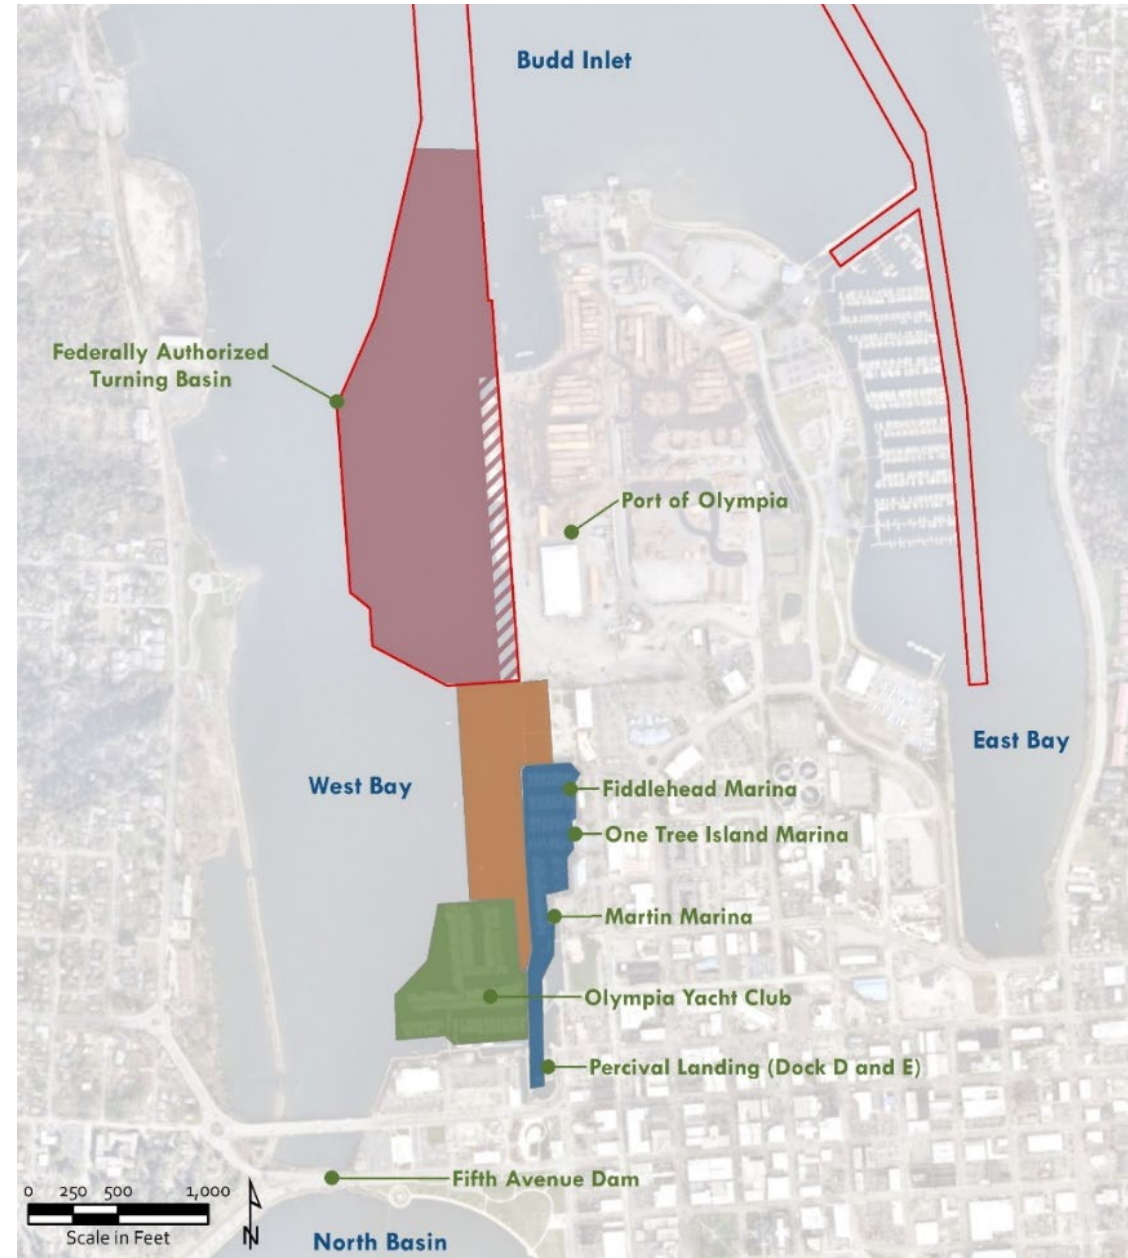 Budd Inlet
Federally Authorized
Turning Basin
Port of Olympia
East Bay
West Bay
Fiddlehead Marina
One Tree Island Marina
Martin Marina
Olympia Yacht Club
Percival Landing (Dock D and E)
Fifth Avenue Dam
0 250 500 1,000
Scale in Feet
N
North Basin